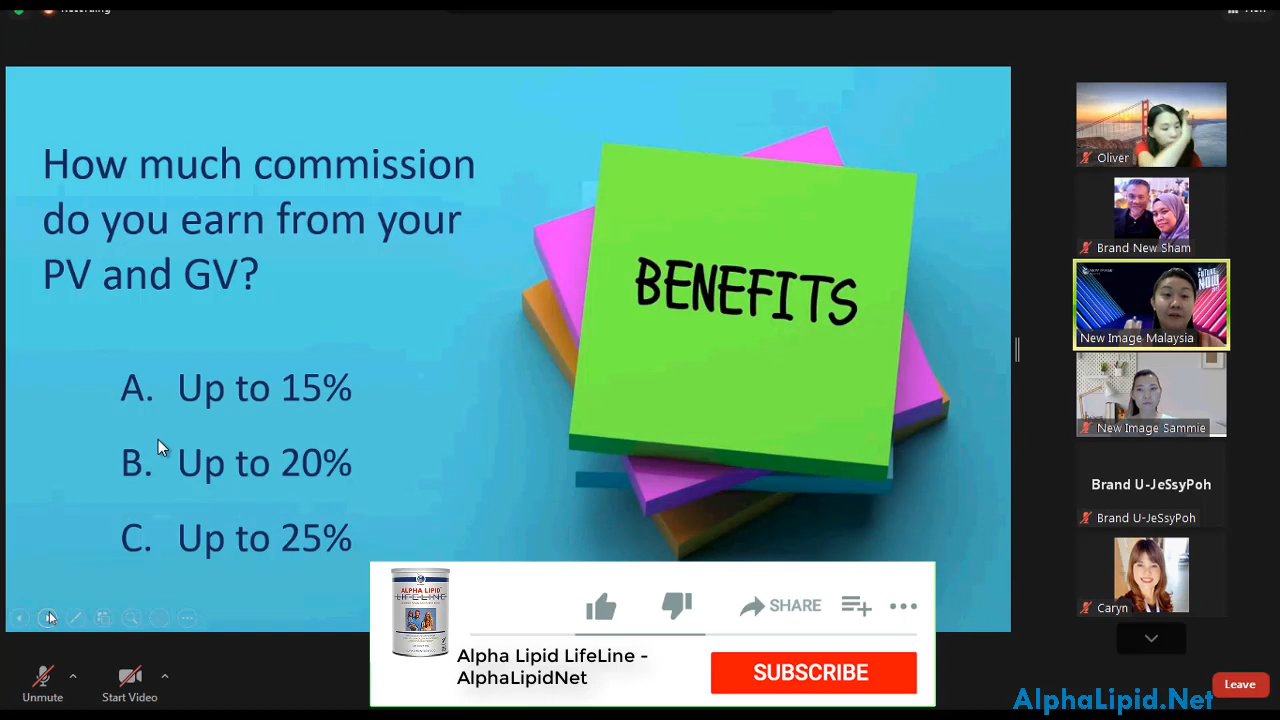 Recording
How much commission
do you earn from your
PV and GV?
A. Up to 15%
B. Up to 20%
C. Up to 25%
BENEFITS
Oliver
Brand New Sham
New Image Malaysia
New Image Sammie
Brand U-JeSsyPoh
Brand U-JeSsyPoh
Caryn
ALPHA LIPID
LIFELINE
SHARE
Alpha Lipid LifeLine -
AlphaLipidNet
SUBSCRIBE
Unmute
Start Video
Leave
AlphaLipid.Net